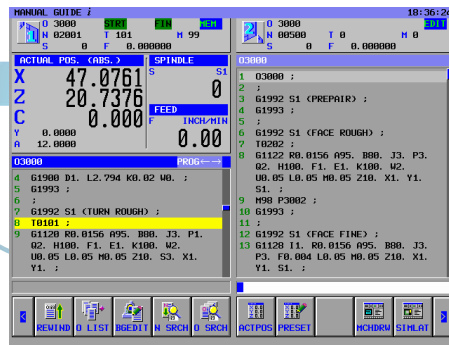 MANUAL GUIDE i 18:36:26
O 3000 STRT FIN MEM
N 02001 T 101 M 99
S 0 F 0.000000
O 3000 EDIT
N 00500 T 0 M 0
S 0 F 0.000000
ACTUAL POS. (ABS.)
X 47.0761
Z 20.7376
C 0.000
Y 0.0000
A 12.0000
SPINDLE
S S1
0
FEED
F INCH/MIN
0.00
O3000 PROG←→
4 G1900 D1. L2.794 K0.02 W0. ;
5 G1993 ;
6 ;
7 G1992 S1 (TURN ROUGH) ;
8 T0101 ;
9 G1120 R0.0156 A95. B80. J3. P1.
Q2. H100. F1. E1. K100. W2.
U0.05 L0.05 M0.05 Z10. S3. X1.
Y1. ;
O3000
1 O3000 ;
2 ;
3 G1992 S1 (PREPAIR) ;
4 G1993 ;
5 ;
6 G1992 S1 (FACE ROUGH) ;
7 T0202 ;
8 G1122 R0.0156 A95. B80. J3. P3.
Q2. H100. F1. E1. K100. W2.
U0.05 L0.05 M0.05 Z10. X1. Y1.
S1. ;
9 M98 P3002 ;
10 G1993 ;
11 ;
12 G1992 S1 (FACE FINE) ;
13 G1128 I1. R0.0156 A95. B80. J3.
P3. F0.004 L0.05 M0.05 Z10. X1.
Y1. S1. ;
REWIND O LIST BGEDIT N SRCH O SRCH ACTPOS PRESET MCHDRW SIMLAT